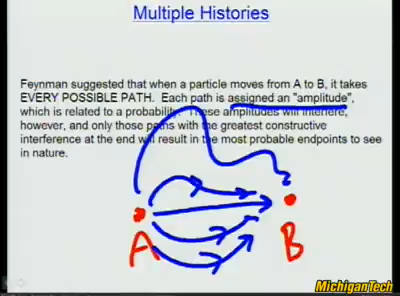 Multiple Histories
Feynman suggested that when a particle moves from A to B, it takes
EVERY POSSIBLE PATH. Each path is assigned an "amplitude",
which is related to a probability. These amplitudes will interfere,
however, and only those paths with the greatest constructive
interference at the end will result in the most probable endpoints to see
in nature.
A
B
MichiganTech